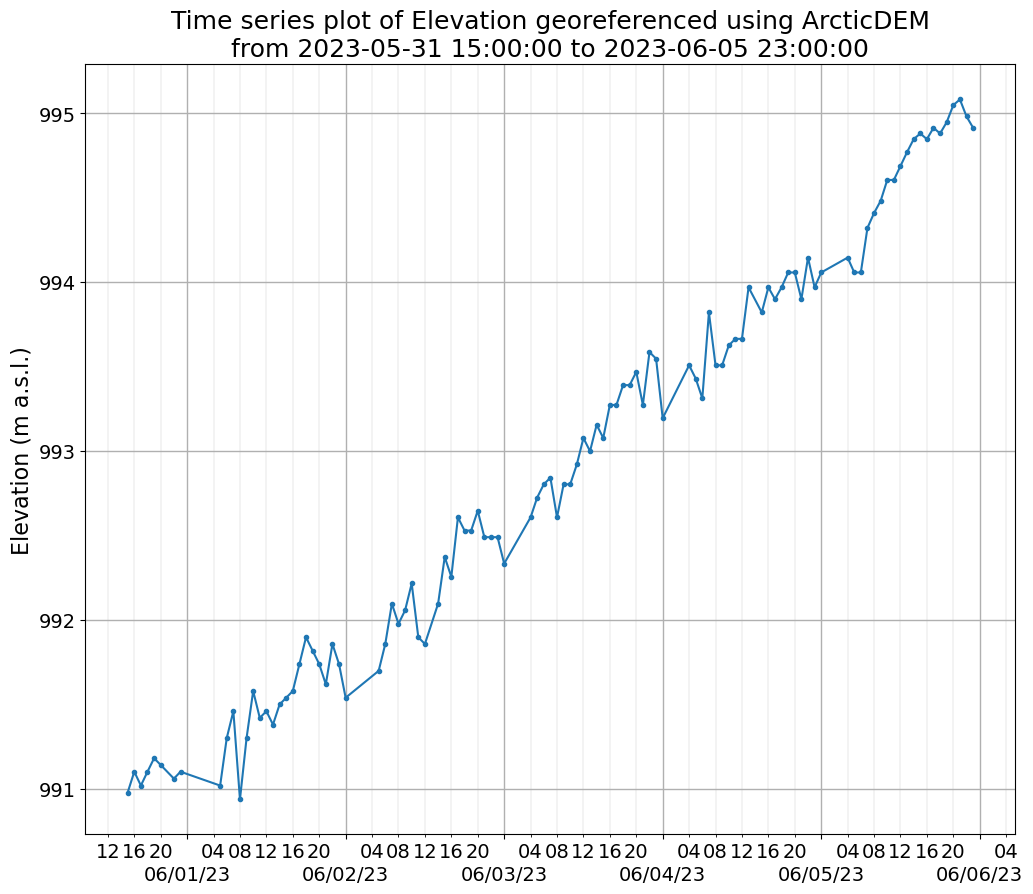 Time series plot of Elevation georeferenced using ArcticDEM
from 2023-05-31 15:00:00 to 2023-06-05 23:00:00
Elevation (m a.s.l.)
995
994
993
992
991
12 16 20 04 08 12 16 20 04 08 12 16 20 04 08 12 16 20 04 08 12 16 20 04 08 12 16 20 04
06/01/23 06/02/23 06/03/23 06/04/23 06/05/23 06/06/23